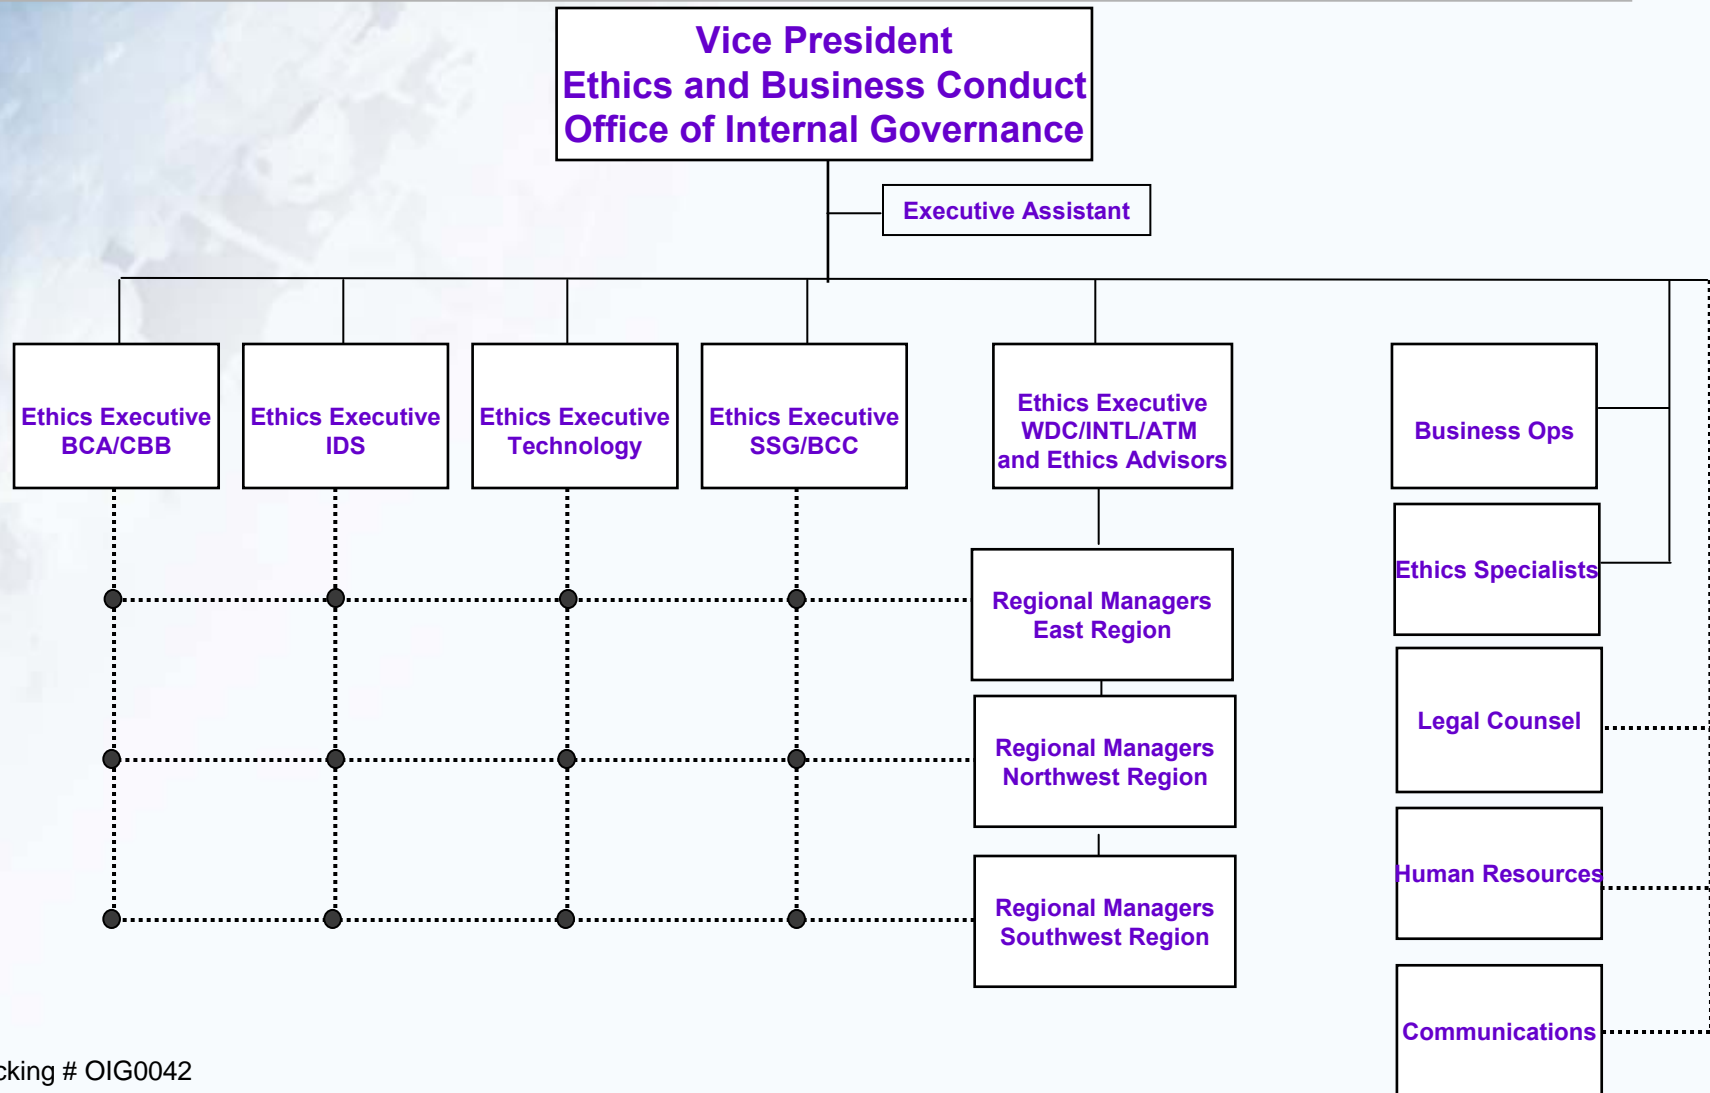 Vice President
Ethics and Business Conduct
Office of Internal Governance
Executive Assistant
Ethics Executive
BCA/CBB
Ethics Executive
IDS
Ethics Executive
Technology
Ethics Executive
SSG/BCC
Ethics Executive
WDC/INTL/ATM
and Ethics Advisors
Business Ops
Ethics Specialists
Regional Managers
East Region
Legal Counsel
Regional Managers
Northwest Region
Human Resources
Regional Managers
Southwest Region
Communications
cking # OIG0042